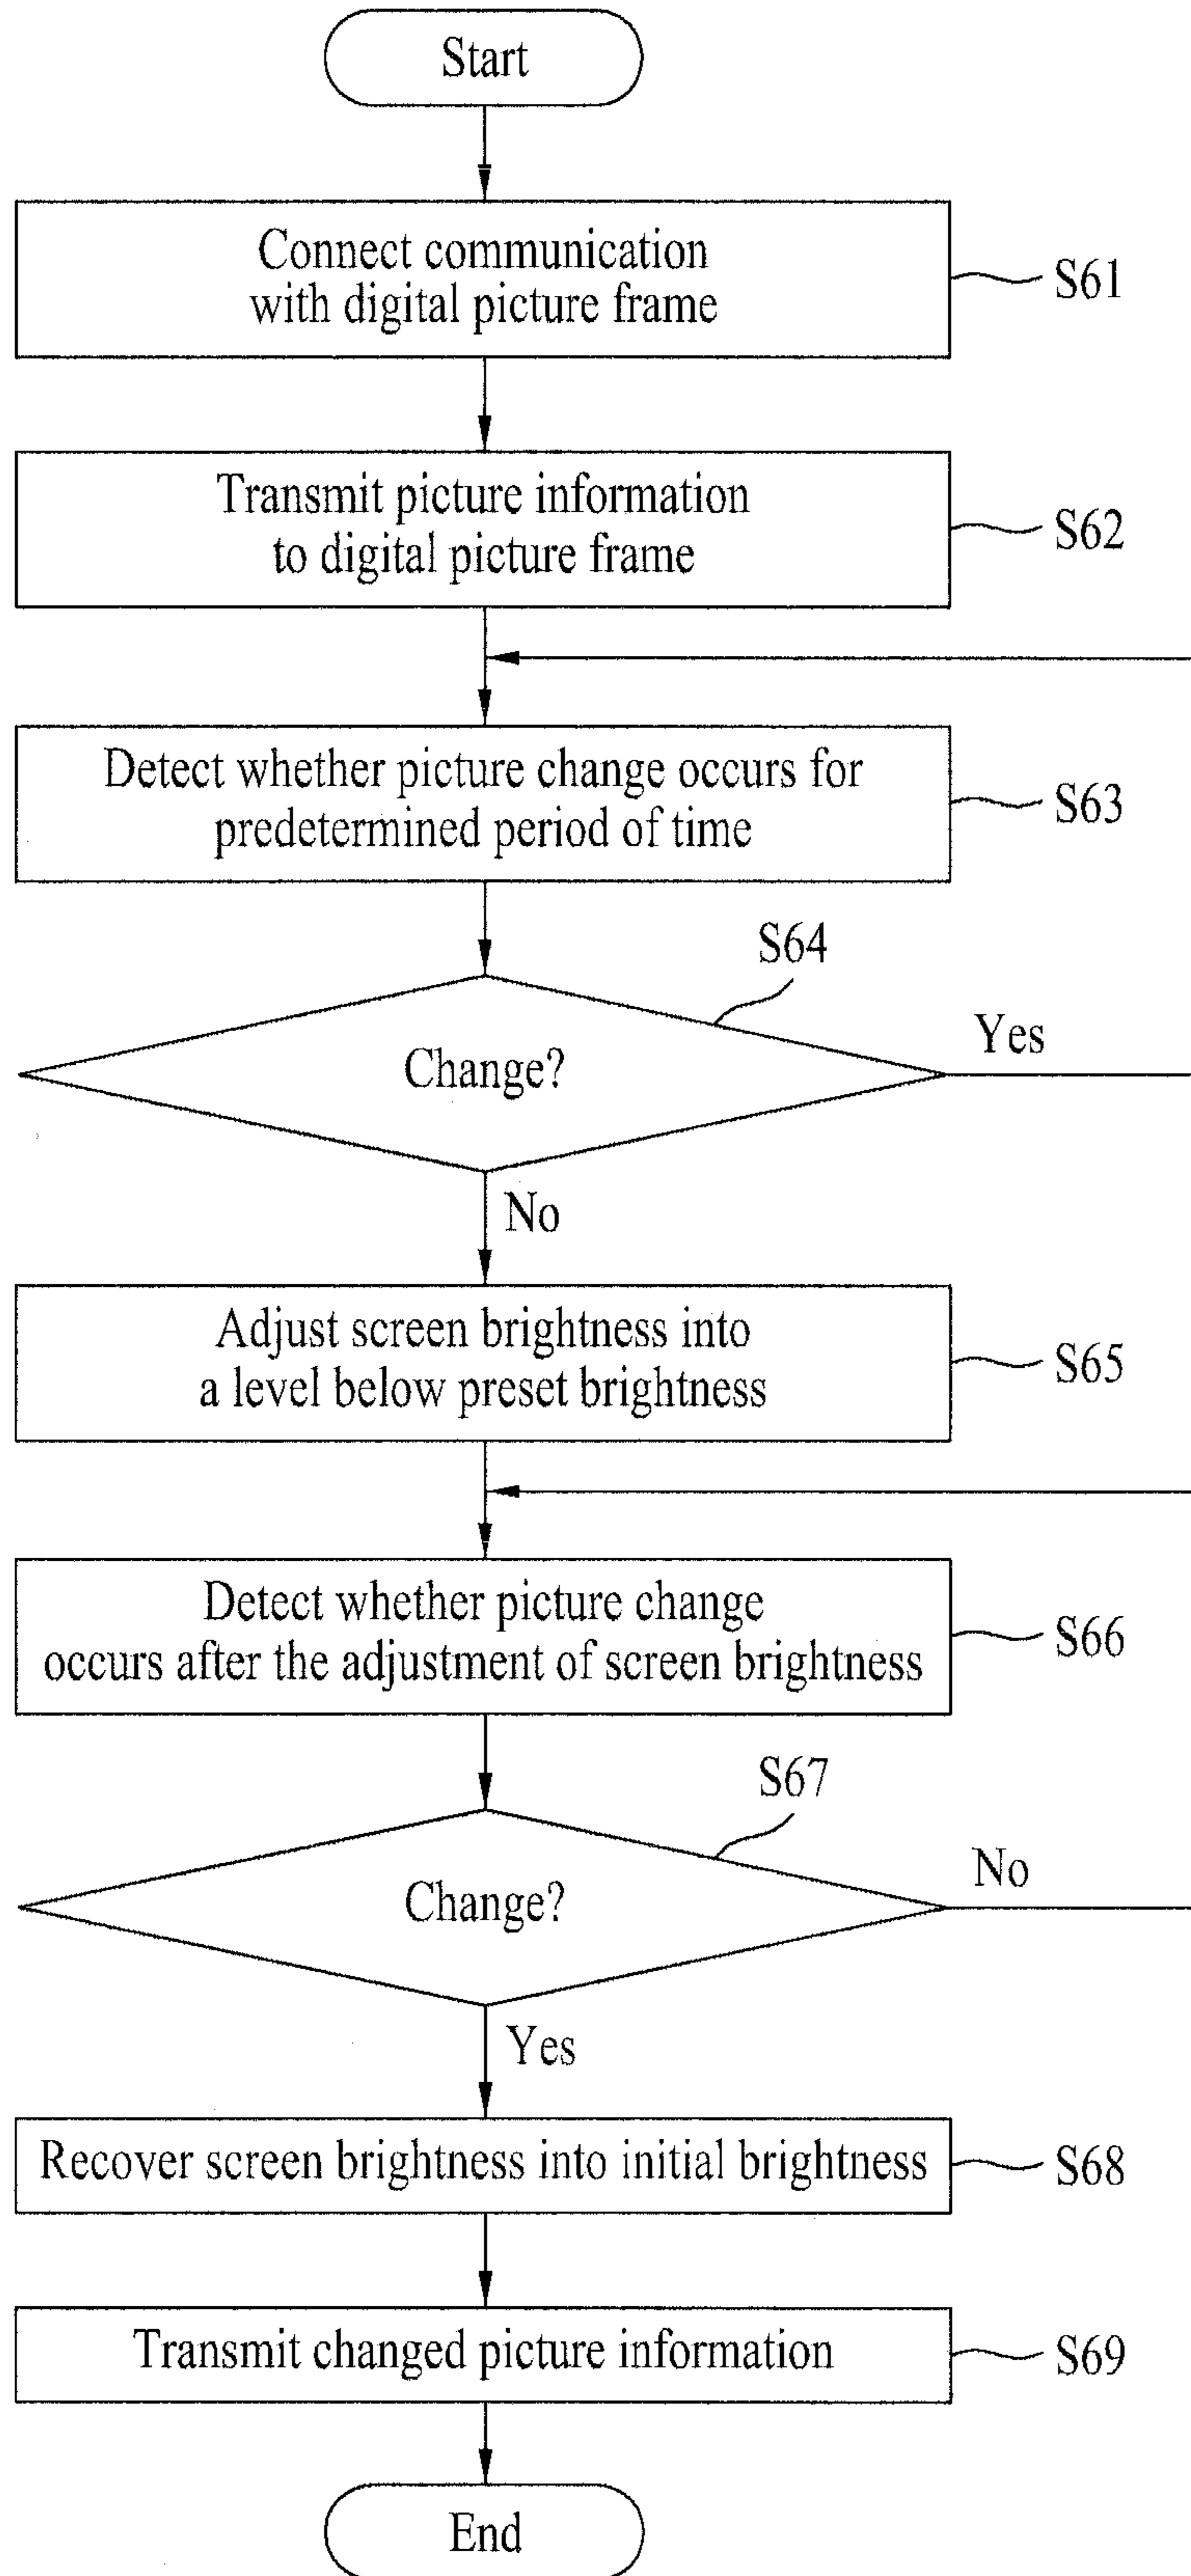 Start
Connect communication
with digital picture frame
S61
Transmit picture information
to digital picture frame
S62
Detect whether picture change occurs for
predetermined period of time
S63
S64
Change?
Yes
No
Adjust screen brightness into
a level below preset brightness
S65
Detect whether picture change
occurs after the adjustment of screen brightness
S66
S67
Change?
No
Yes
Recover screen brightness into initial brightness
S68
Transmit changed picture information
S69
End